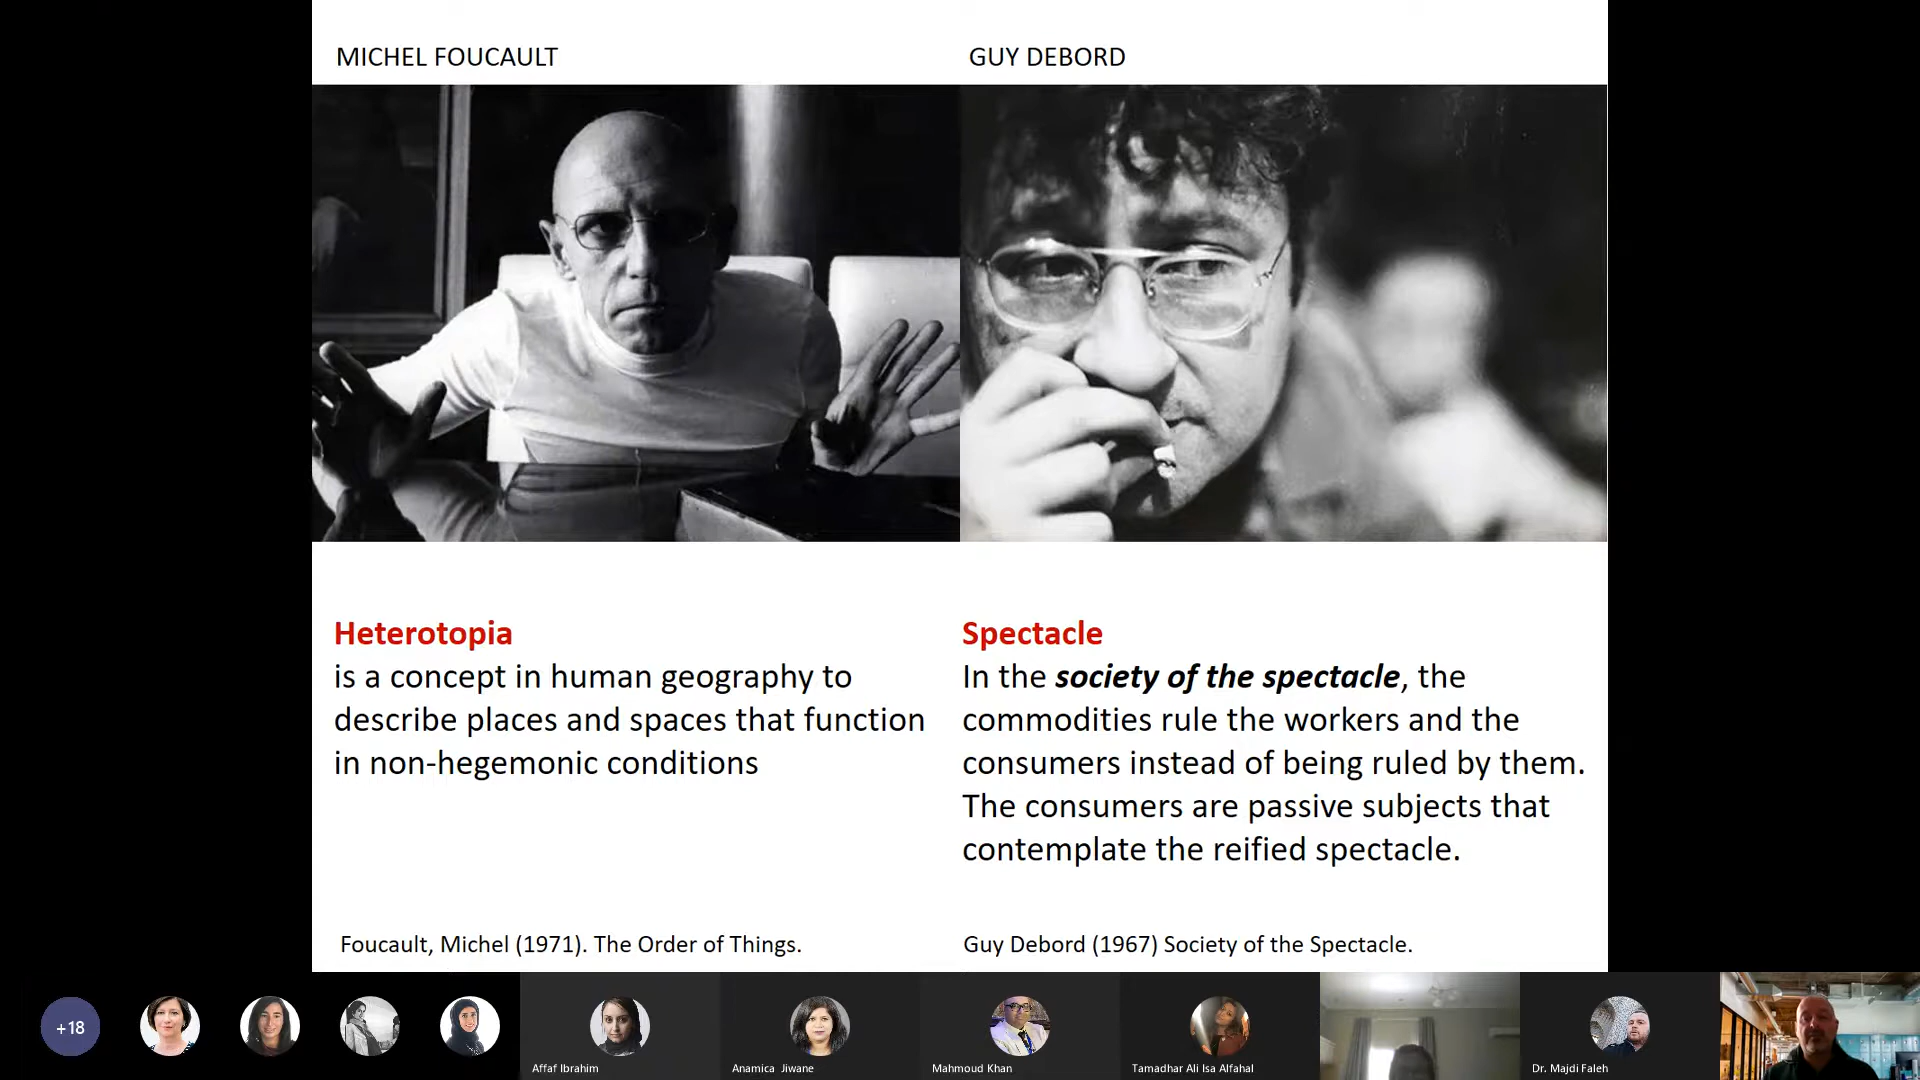 MICHEL FOUCAULT
GUY DEBORD
Heterotopia
is a concept in human geography to
describe places and spaces that function
in non-hegemonic conditions
Foucault, Michel (1971). The Order of Things.
Spectacle
In the society of the spectacle, the
commodities rule the workers and the
consumers instead of being ruled by them.
The consumers are passive subjects that
contemplate the reified spectacle.
Guy Debord (1967) Society of the Spectacle.
+18
Affaf Ibrahim
Anamica Jiwane
Mahmoud Khan
Tamadhar Ali Isa Alfahal
Dr. Majdi Faleh